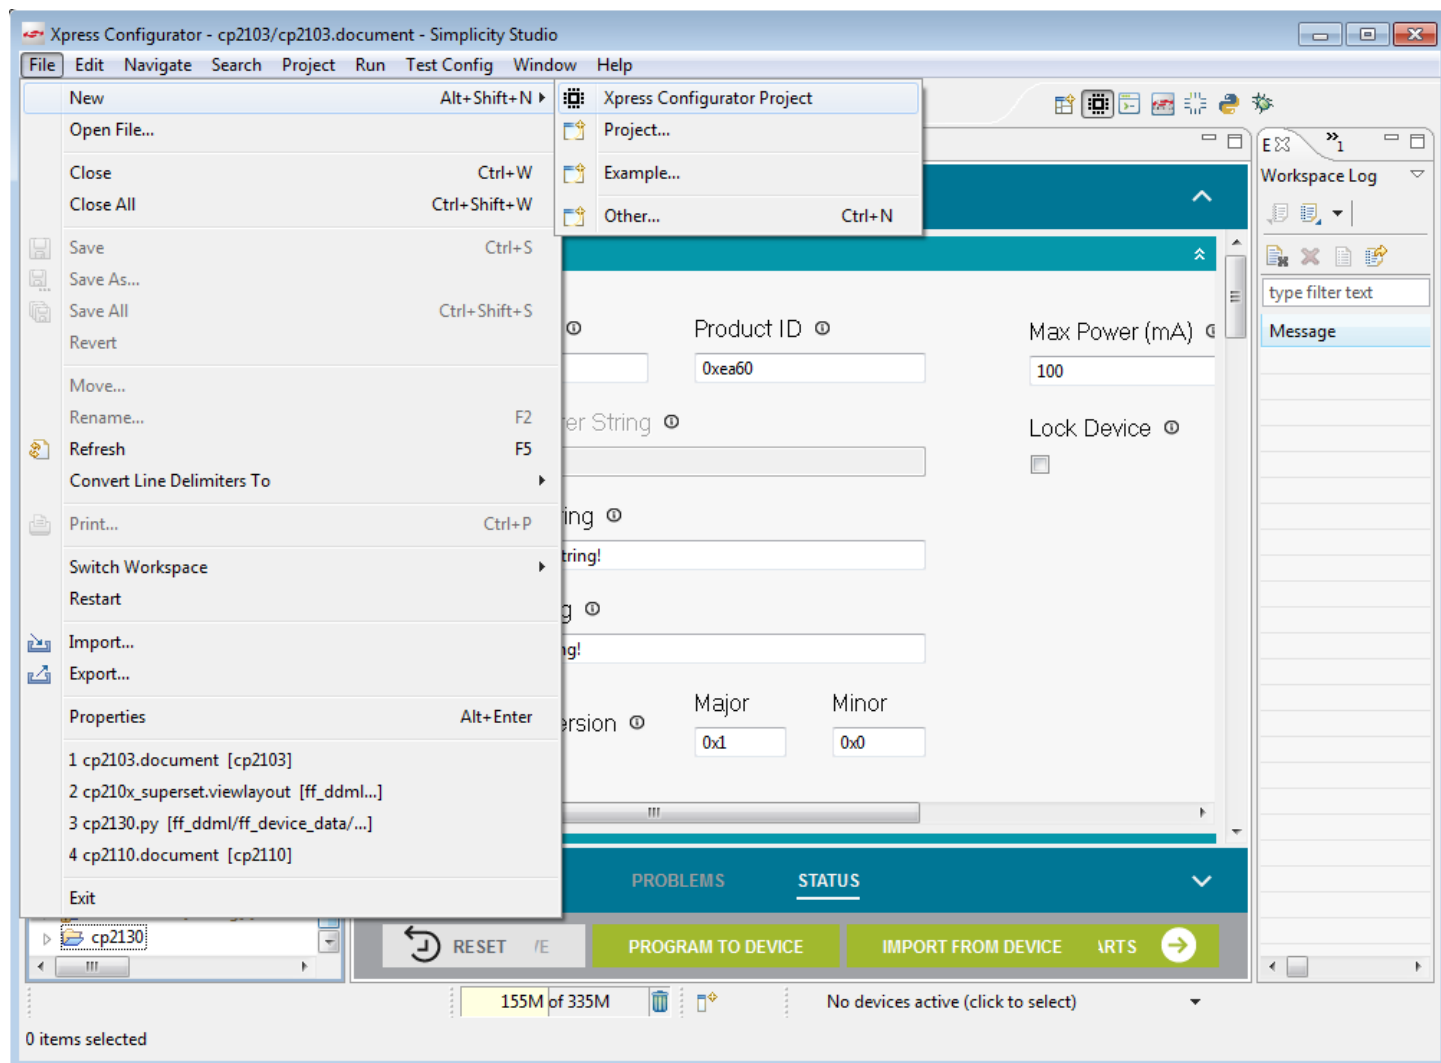 Xpress Configurator - cp2103/cp2103.document - Simplicity Studio
File Edit Navigate Search Project Run Test Config Window Help
New Alt+Shift+N
Open File...
Close Ctrl+W
Close All Ctrl+Shift+W
Save Ctrl+S
Save As...
Save All Ctrl+Shift+S
Revert
Move...
Rename... F2
Refresh F5
Convert Line Delimiters To
Print... Ctrl+P
Switch Workspace
Restart
Import...
Export...
Properties Alt+Enter
1 cp2103.document [cp2103]
2 cp210x_superset.viewlayout [ff_ddml...]
3 cp2130.py [ff_ddml/ff_device_data/...]
4 cp2110.document [cp2110]
Exit
Xpress Configurator Project
Project...
Example...
Other... Ctrl+N
Product ID
0xea60
Max Power (mA)
100
String
Lock Device
Major Minor
0x1 0x0
PROBLEMS STATUS
RESET
PROGRAM TO DEVICE
IMPORT FROM DEVICE
E 1
Workspace Log
type filter text
Message
cp2130
155M of 335M
No devices active (click to select)
0 items selected